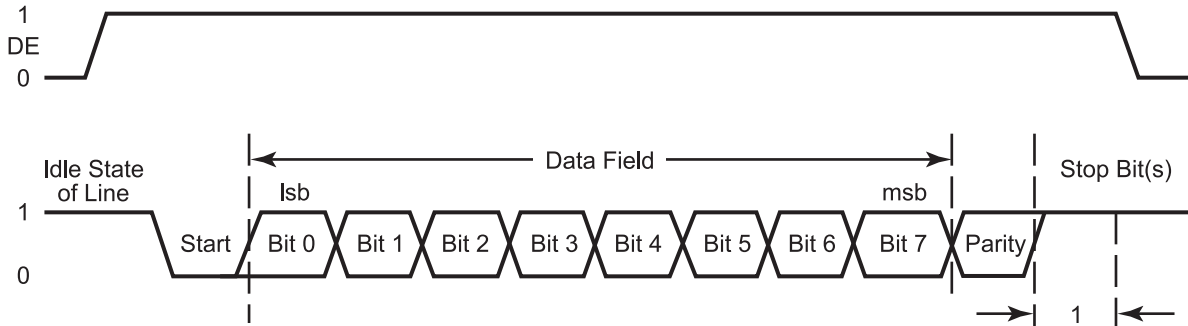 1
DE
0
Data Field
Idle State
of Line
Stop Bit(s)
lsb
msb
1
Start
Bit 0
Bit 1
Bit 2
Bit 3
Bit 4
Bit 5
Bit 6
Bit 7
Parity
0
1